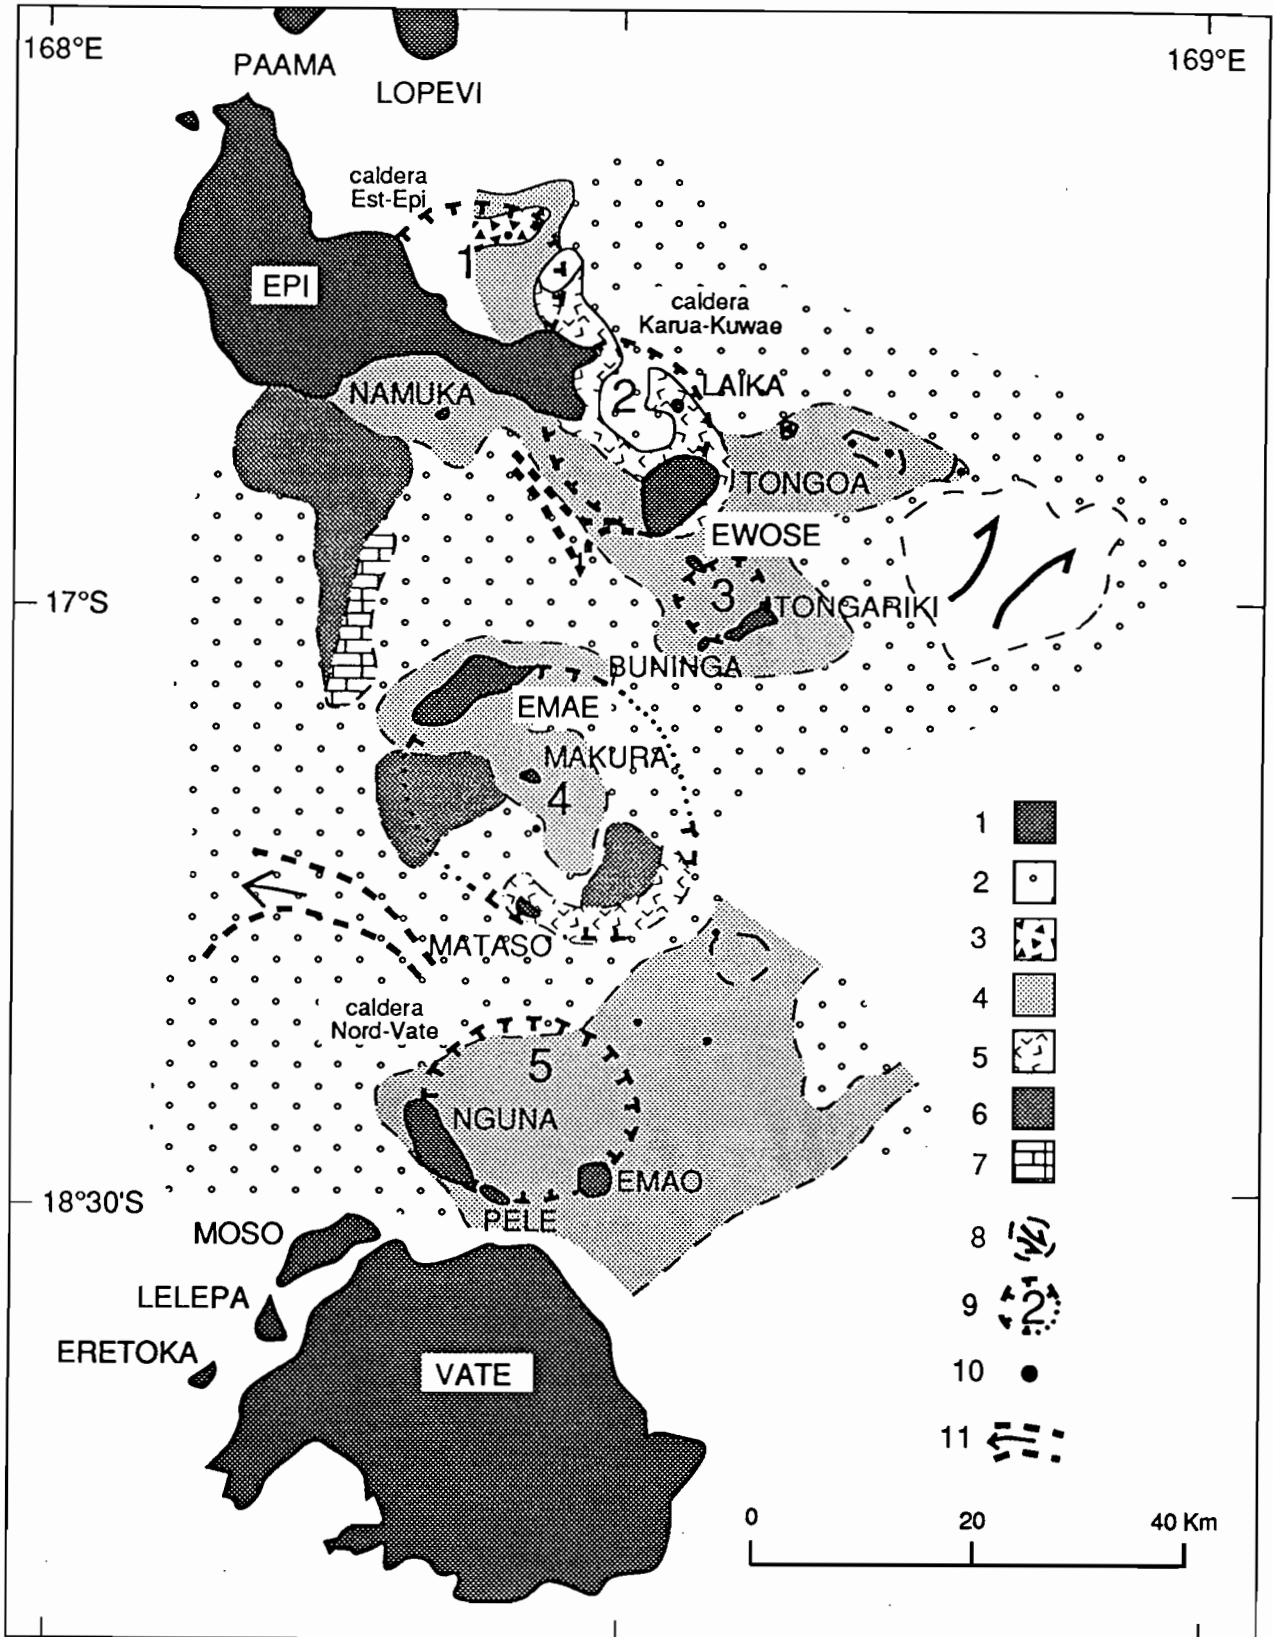 168°E
169°E
PAAMA
LOPEVI
caldera
Est-Epi
1
EPI
caldera
Karua-Kuwae
NAMUKA
2
LAÏKA
TONGOA
EWOSE
3
17°S
TONGARIKI
BUNINGA
EMAE
MAKURA
4
MATASO
caldera
Nord-Vate
5
NGUNA
EMAO
PELE
18°30'S
MOSO
LELEPA
ERETOKA
VATE
1
2
3
4
5
6
7
8
9 2
10
11
0 20 40 Km